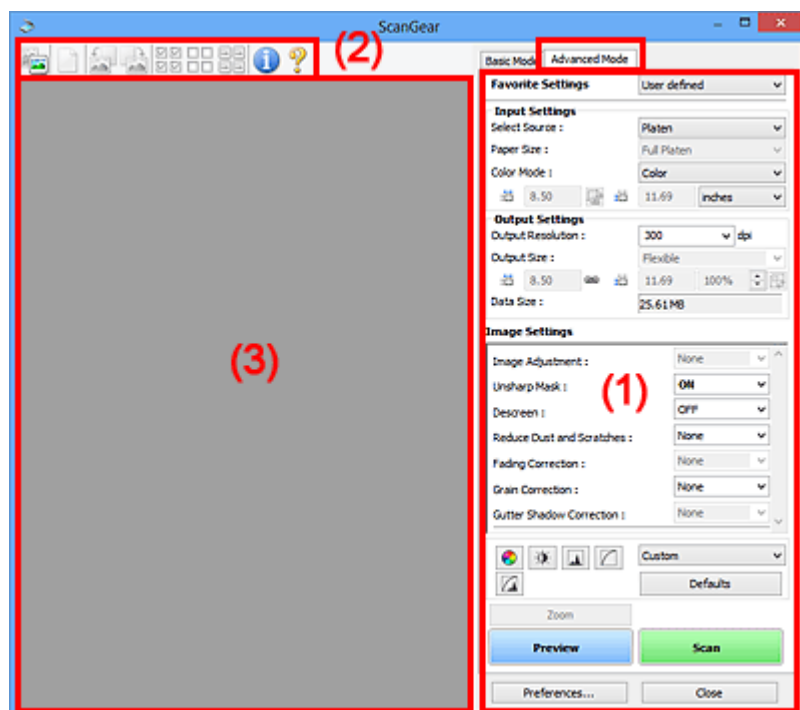 ScanGear
(2)
Basic Mode Advanced Mode
Favorite Settings User defined
Input Settings
Select Source : Platen
Paper Size : Full Platen
Color Mode : Color
8.50 11.69 inches
Output Settings
Output Resolution : 300 dpi
Output Size : Flexible
8.50 11.69 100%
Data Size : 25.61MB
Image Settings
(3)
(1)
Image Adjustment : None
Unsharp Mask : ON
Descreen : OFF
Reduce Dust and Scratches : None
Fading Correction : None
Grain Correction : None
Gutter Shadow Correction : None
Custom
Defaults
Zoom
Preview Scan
Preferences... Close